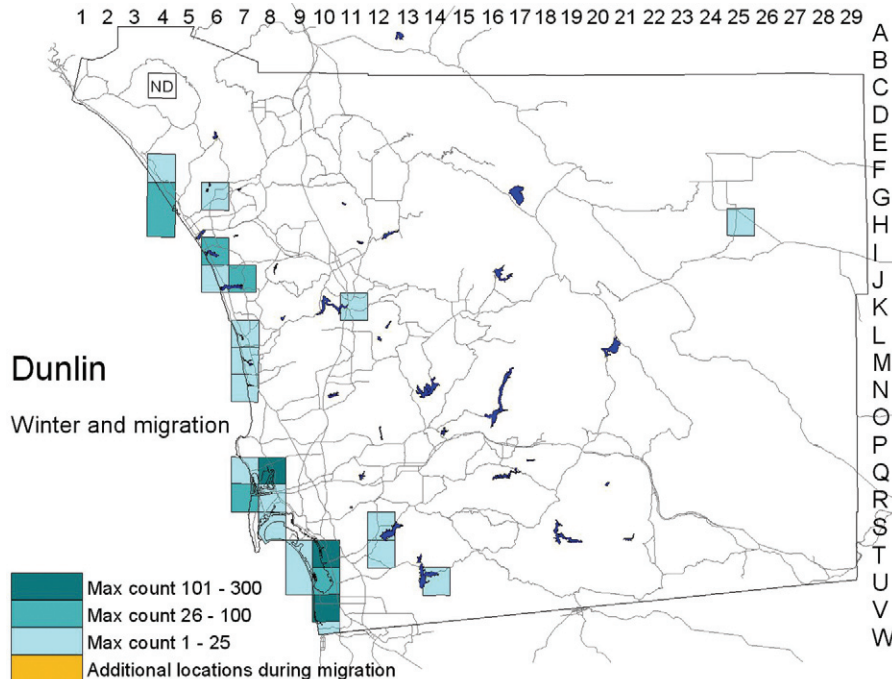 1 2 3 4 5 6 7 8 9 10 11 12 13 14 15 16 17 18 19 20 21 22 23 24 25 26 27 28 29
A
B
C
D
E
F
G
H
I
J
K
L
M
N
O
P
Q
R
S
T
U
V
W
ND
Dunlin
Winter and migration
Max count 101 - 300
Max count 26 - 100
Max count 1 - 25
Additional locations during migration